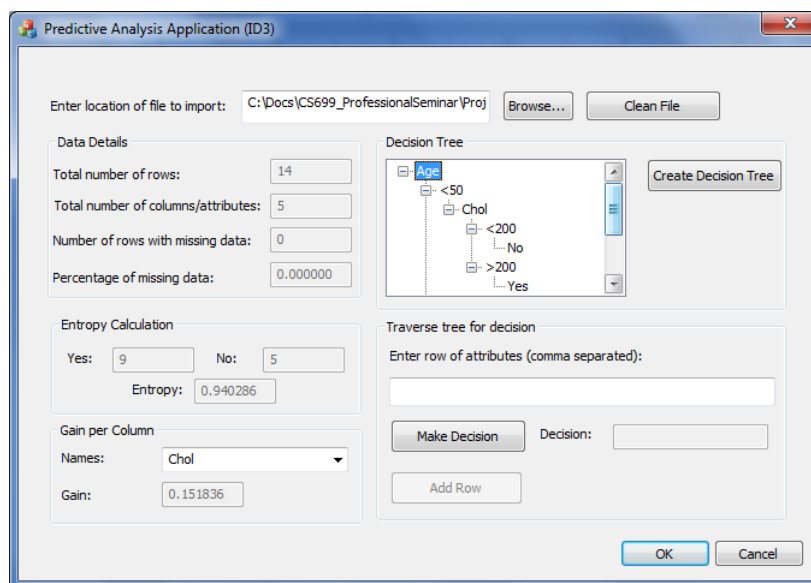 Predictive Analysis Application (ID3)
Enter location of file to import: C:\Docs\CS699_ProfessionalSeminar\Proj Browse... Clean File
Data Details
Total number of rows: 14
Total number of columns/attributes: 5
Number of rows with missing data: 0
Percentage of missing data: 0.000000
Decision Tree
Age
<50
Chol
<200
No
>200
Yes
Create Decision Tree
Entropy Calculation
Yes: 9 No: 5
Entropy: 0.940286
Gain per Column
Names: Chol
Gain: 0.151836
Traverse tree for decision
Enter row of attributes (comma separated):
Make Decision Decision:
Add Row
OK Cancel